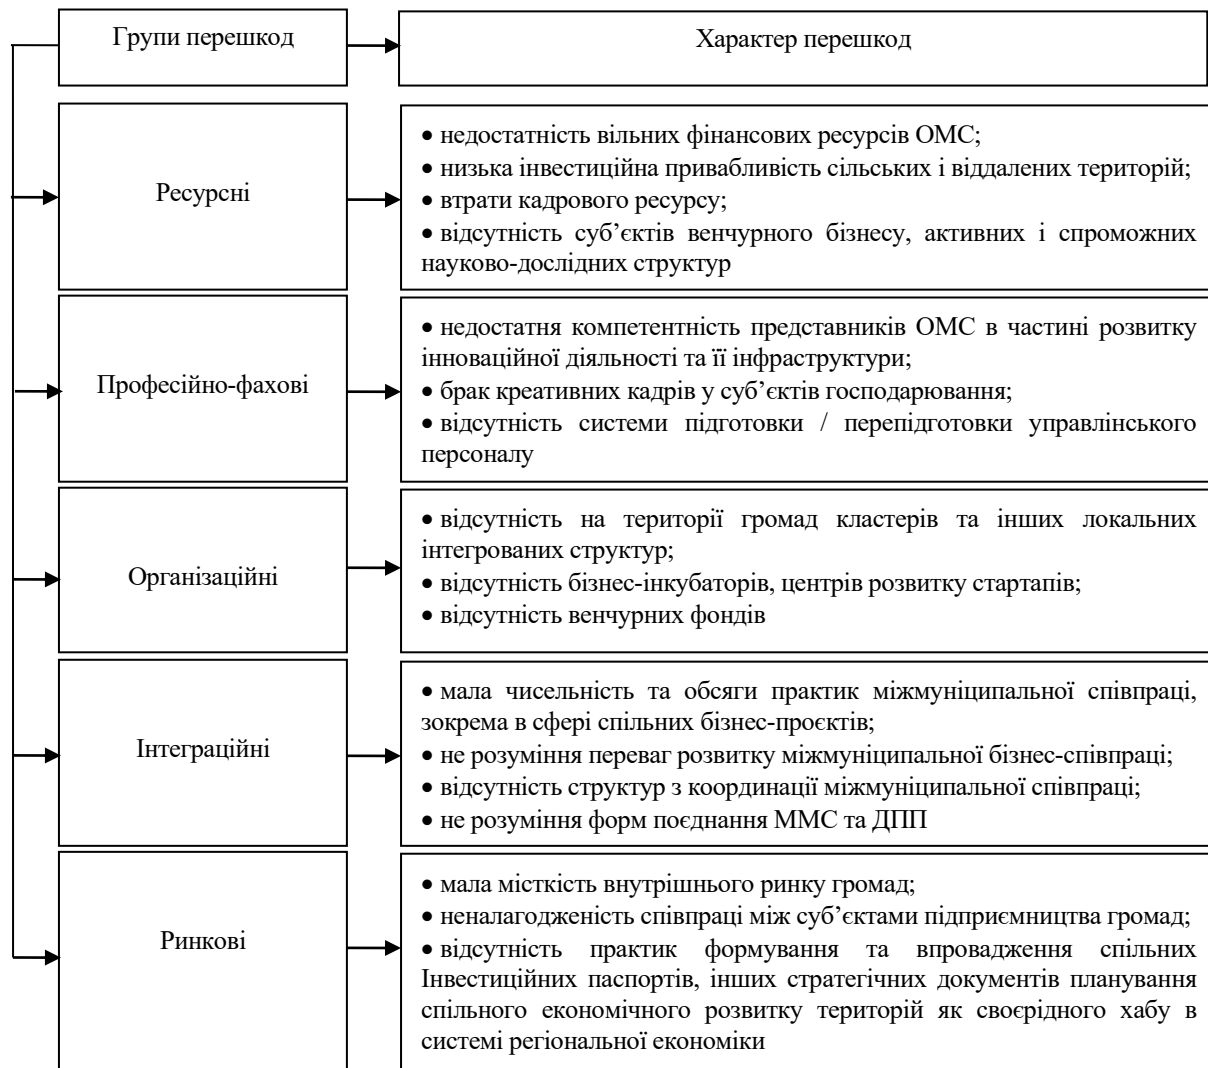 Групи перешкод
Характер перешкод
Ресурсні
• недостатність вільних фінансових ресурсів ОМС;
• низька інвестиційна привабливість сільських і віддалених територій;
• втрати кадрового ресурсу;
• відсутність суб’єктів венчурного бізнесу, активних і спроможних
науково-дослідних структур
Професійно-фахові
• недостатня компетентність представників ОМС в частині розвитку
інноваційної діяльності та її інфраструктури;
• брак креативних кадрів у суб’єктів господарювання;
• відсутність системи підготовки / перепідготовки управлінського
персоналу
Організаційні
• відсутність на території громад кластерів та інших локальних
інтегрованих структур;
• відсутність бізнес-інкубаторів, центрів розвитку стартапів;
• відсутність венчурних фондів
Інтеграційні
• мала чисельність та обсяги практик міжмуніципальної співпраці,
зокрема в сфері спільних бізнес-проєктів;
• не розуміння переваг розвитку міжмуніципальної бізнес-співпраці;
• відсутність структур з координації міжмуніципальної співпраці;
• не розуміння форм поєднання ММС та ДПП
Ринкові
• мала місткість внутрішнього ринку громад;
• неналагодженість співпраці між суб’єктами підприємництва громад;
• відсутність практик формування та впровадження спільних
Інвестиційних паспортів, інших стратегічних документів планування
спільного економічного розвитку територій як своєрідного хабу в
системі регіональної економіки